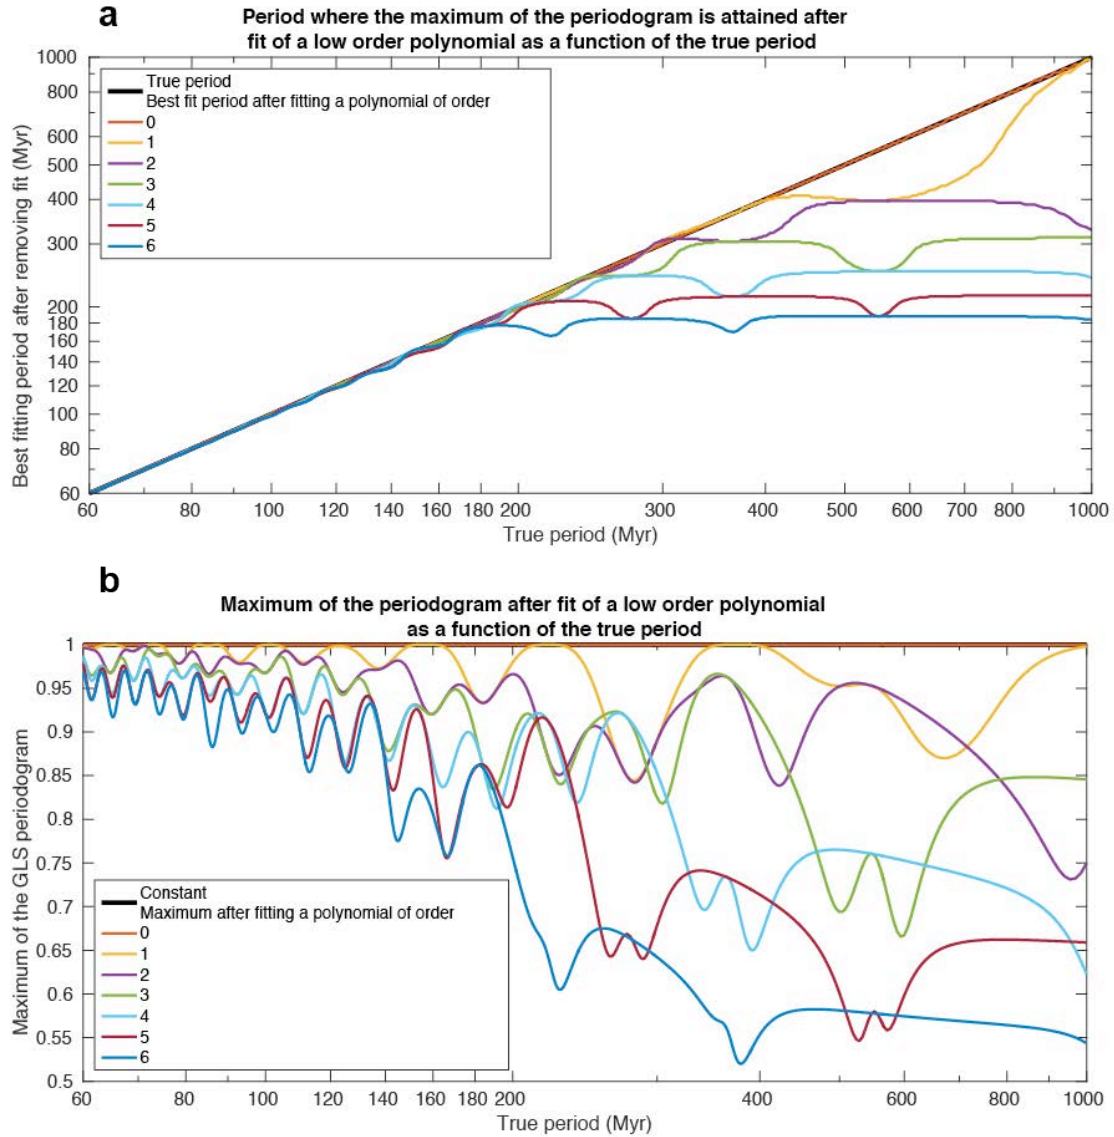 a
Period where the maximum of the periodogram is attained after
fit of a low order polynomial as a function of the true period
Best fitting period after removing fit (Myr)
1000
800
600
500
400
300
200
180
160
140
120
100
80
60
True period
Best fit period after fitting a polynomial of order
0
1
2
3
4
5
6
60 80 100 120 140 160 180 200 300 400 500 600 700 800 1000
True period (Myr)
b
Maximum of the periodogram after fit of a low order polynomial
as a function of the true period
Maximum of the GLS periodogram
1
0.95
0.9
0.85
0.8
0.75
0.7
0.65
0.6
0.55
0.5
Constant
Maximum after fitting a polynomial of order
0
1
2
3
4
5
6
60 80 100 120 140 160 180 200 400 600 800 1000
True period (Myr)